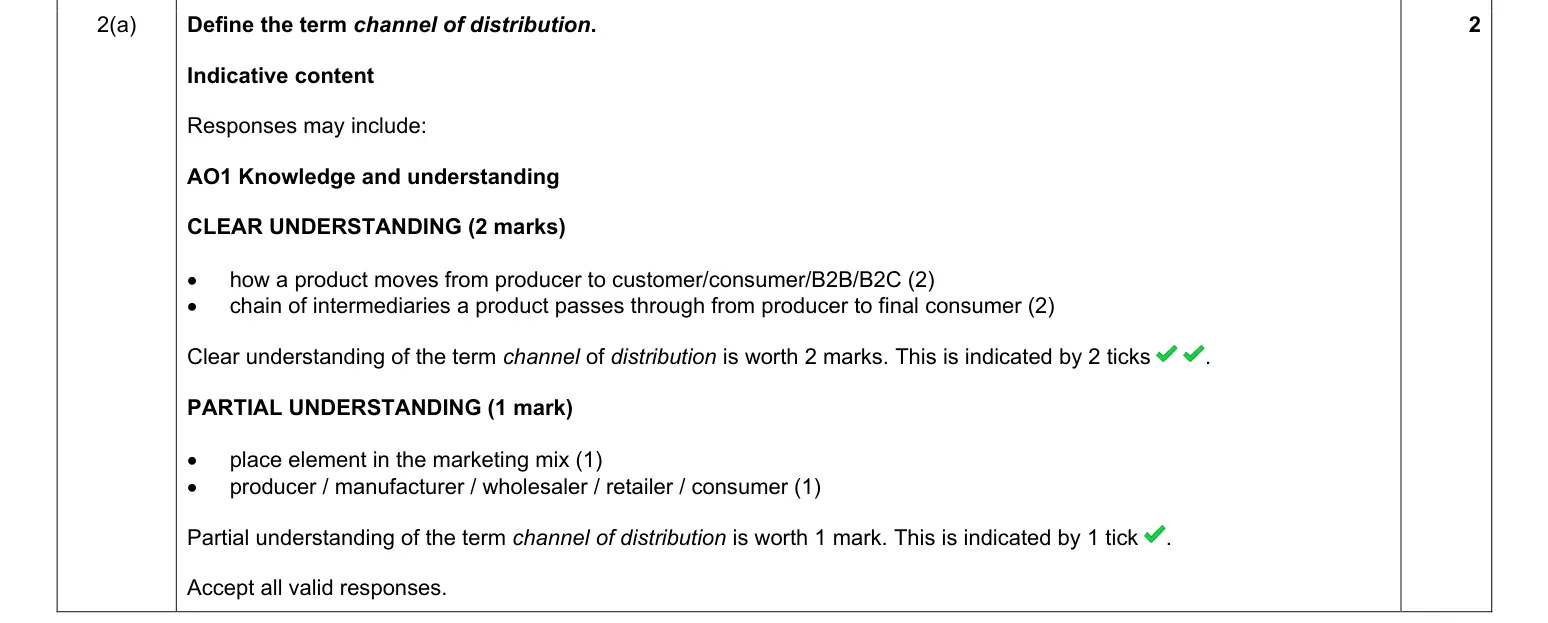 2(a) Define the term channel of distribution. 2
Indicative content
Responses may include:
AO1 Knowledge and understanding
CLEAR UNDERSTANDING (2 marks)
• how a product moves from producer to customer/consumer/B2B/B2C (2)
• chain of intermediaries a product passes through from producer to final consumer (2)
Clear understanding of the term channel of distribution is worth 2 marks. This is indicated by 2 ticks ✓ ✓.
PARTIAL UNDERSTANDING (1 mark)
• place element in the marketing mix (1)
• producer / manufacturer / wholesaler / retailer / consumer (1)
Partial understanding of the term channel of distribution is worth 1 mark. This is indicated by 1 tick ✓.
Accept all valid responses.